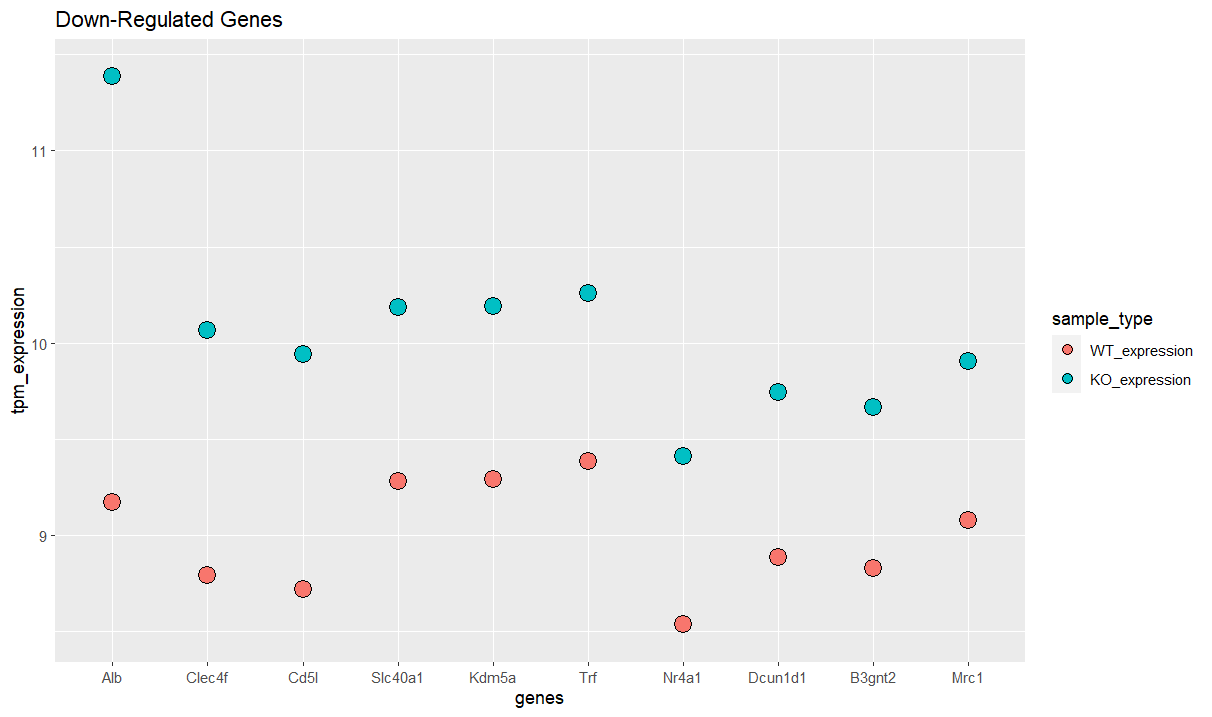 Down-Regulated Genes
11
10
9
tpm_expression
Alb Clec4f Cd5l Slc40a1 Kdm5a Trf Nr4a1 Dcun1d1 B3gnt2 Mrc1
genes
sample_type
WT_expression
KO_expression